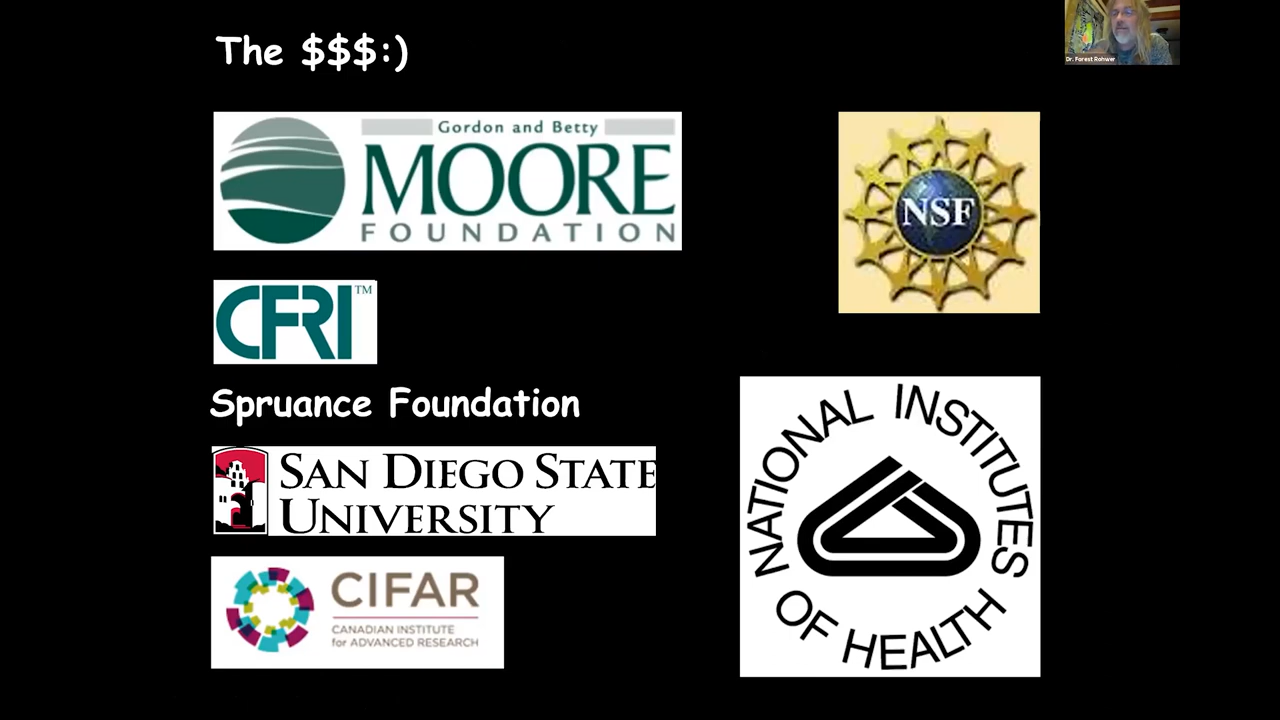 The $$$:)
Dr. Forest Rohwer
Gordon and Betty
MOORE
FOUNDATION
NSF
CFRI™
Spruance Foundation
SAN DIEGO STATE
UNIVERSITY
NATIONAL INSTITUTES
OF HEALTH
CIFAR
CANADIAN INSTITUTE
for ADVANCED RESEARCH